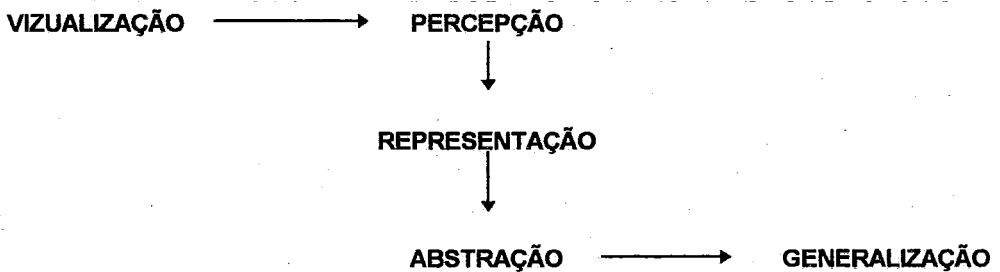 VIZUALIZAÇÃO PERCEPÇÃO
REPRESENTAÇÃO
ABSTRAÇÃO GENERALIZAÇÃO